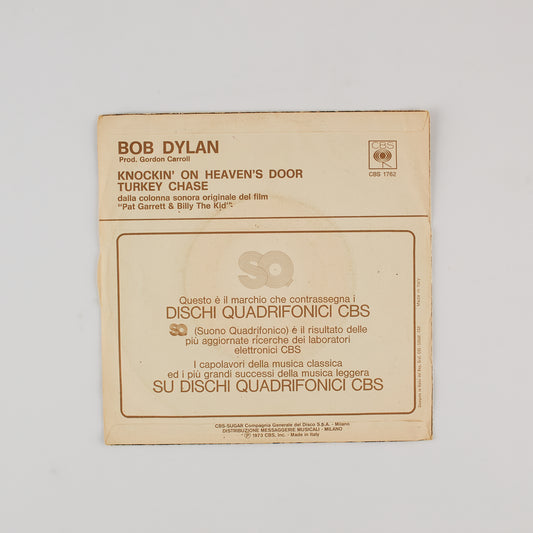 BOB DYLAN
Prod. Gordon Carroll
KNOCKIN' ON HEAVEN'S DOOR
TURKEY CHASE
dalla colonna sonora originale del film
"Pat Garrett & Billy The Kid"
CBS
CBS 1762
SQ
Questo è il marchio che contrassegna i
DISCHI QUADRIFONICI CBS
SQ (Suono Quadrifonico) è il risultato delle
più aggiornate ricerche dei laboratori
elettronici CBS
I capolavori della musica classica
ed i più grandi successi della musica leggera
SU DISCHI QUADRIFONICI CBS
CBS-SUGAR Compagnia Generale del Disco S.p.A. - Milano
DISTRIBUZIONE MESSAGGERIE MUSICALI - MILANO
℗ 1973 CBS, Inc. - Made in Italy